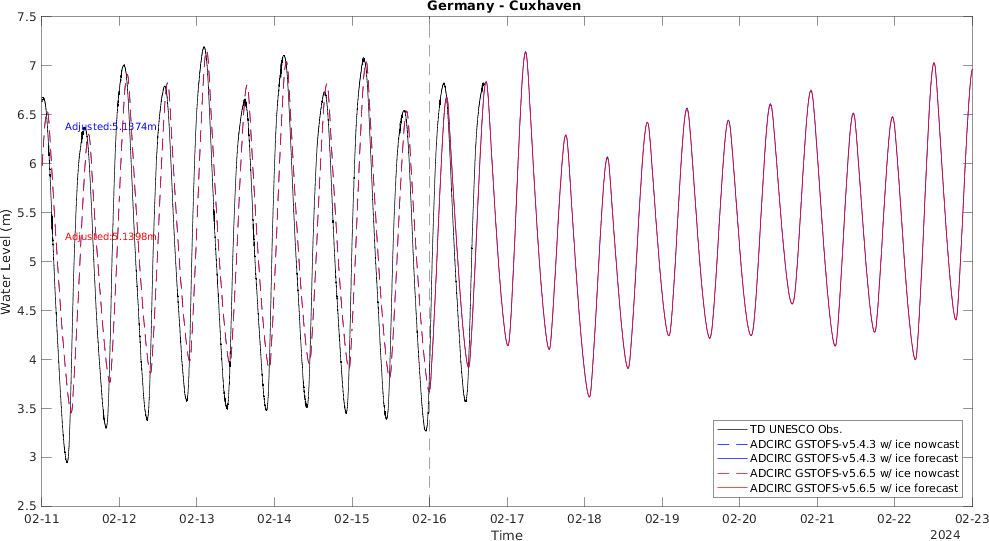 Germany - Cuxhaven
7.5
7
6.5
6
5.5
5
4.5
4
3.5
3
2.5
Water Level (m)
Adjusted:5.1374m
Adjusted:5.1398m
TD UNESCO Obs.
ADCIRC GSTOFS-v5.4.3 w/ ice nowcast
ADCIRC GSTOFS-v5.4.3 w/ ice forecast
ADCIRC GSTOFS-v5.6.5 w/ ice nowcast
ADCIRC GSTOFS-v5.6.5 w/ ice forecast
02-11 02-12 02-13 02-14 02-15 02-16 02-17 02-18 02-19 02-20 02-21 02-22 02-23
Time
2024